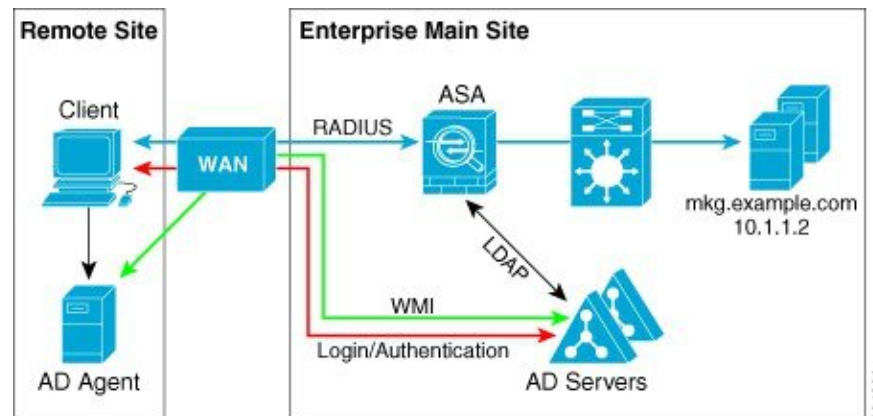 Remote Site
Enterprise Main Site
Client
ASA
RADIUS
WAN
mkg.example.com
10.1.1.2
LDAP
WMI
Login/Authentication
AD Agent
AD Servers